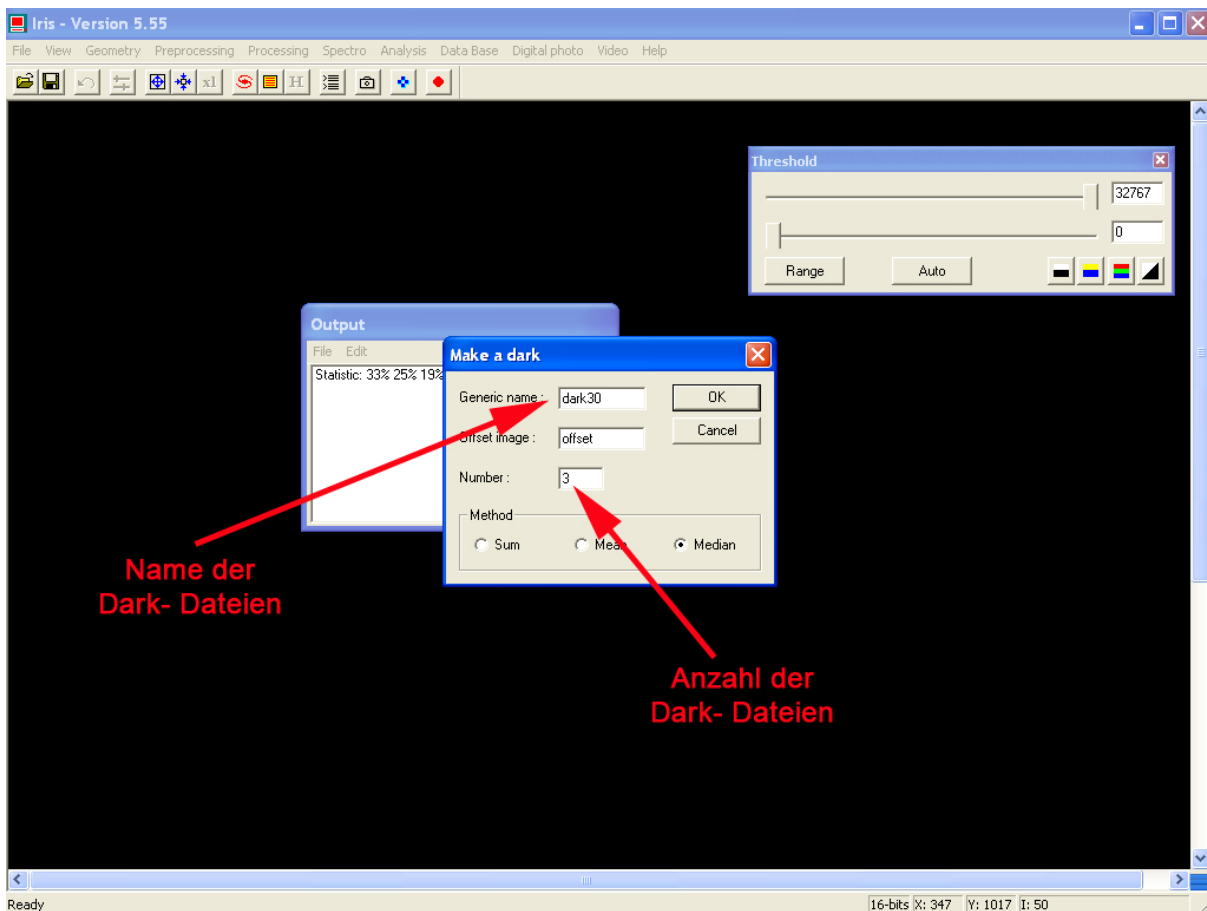 Iris - Version 5.55
File View Geometry Preprocessing Processing Spectro Analysis Data Base Digital photo Video Help
x1 H
Threshold
32767
0
Range Auto
Output
File Edit
Statistic: 33% 25% 19%
Make a dark
Generic name : dark30 OK
Offset image : offset Cancel
Number : 3
Method
Sum Mean Median
Name der
Dark- Dateien
Anzahl der
Dark- Dateien
Ready 16-bits X: 347 Y: 1017 I: 50